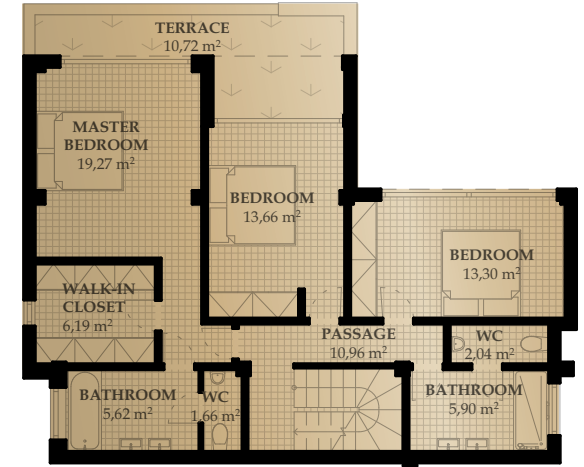 TERRACE
10,72 m²
MASTER
BEDROOM
19,27 m²
BEDROOM
13,66 m²
BEDROOM
13,30 m²
WALK-IN
CLOSET
6,19 m²
PASSAGE
10,96 m²
WC
2,04 m²
BATHROOM
5,62 m²
WC
1,66 m²
BATHROOM
5,90 m²